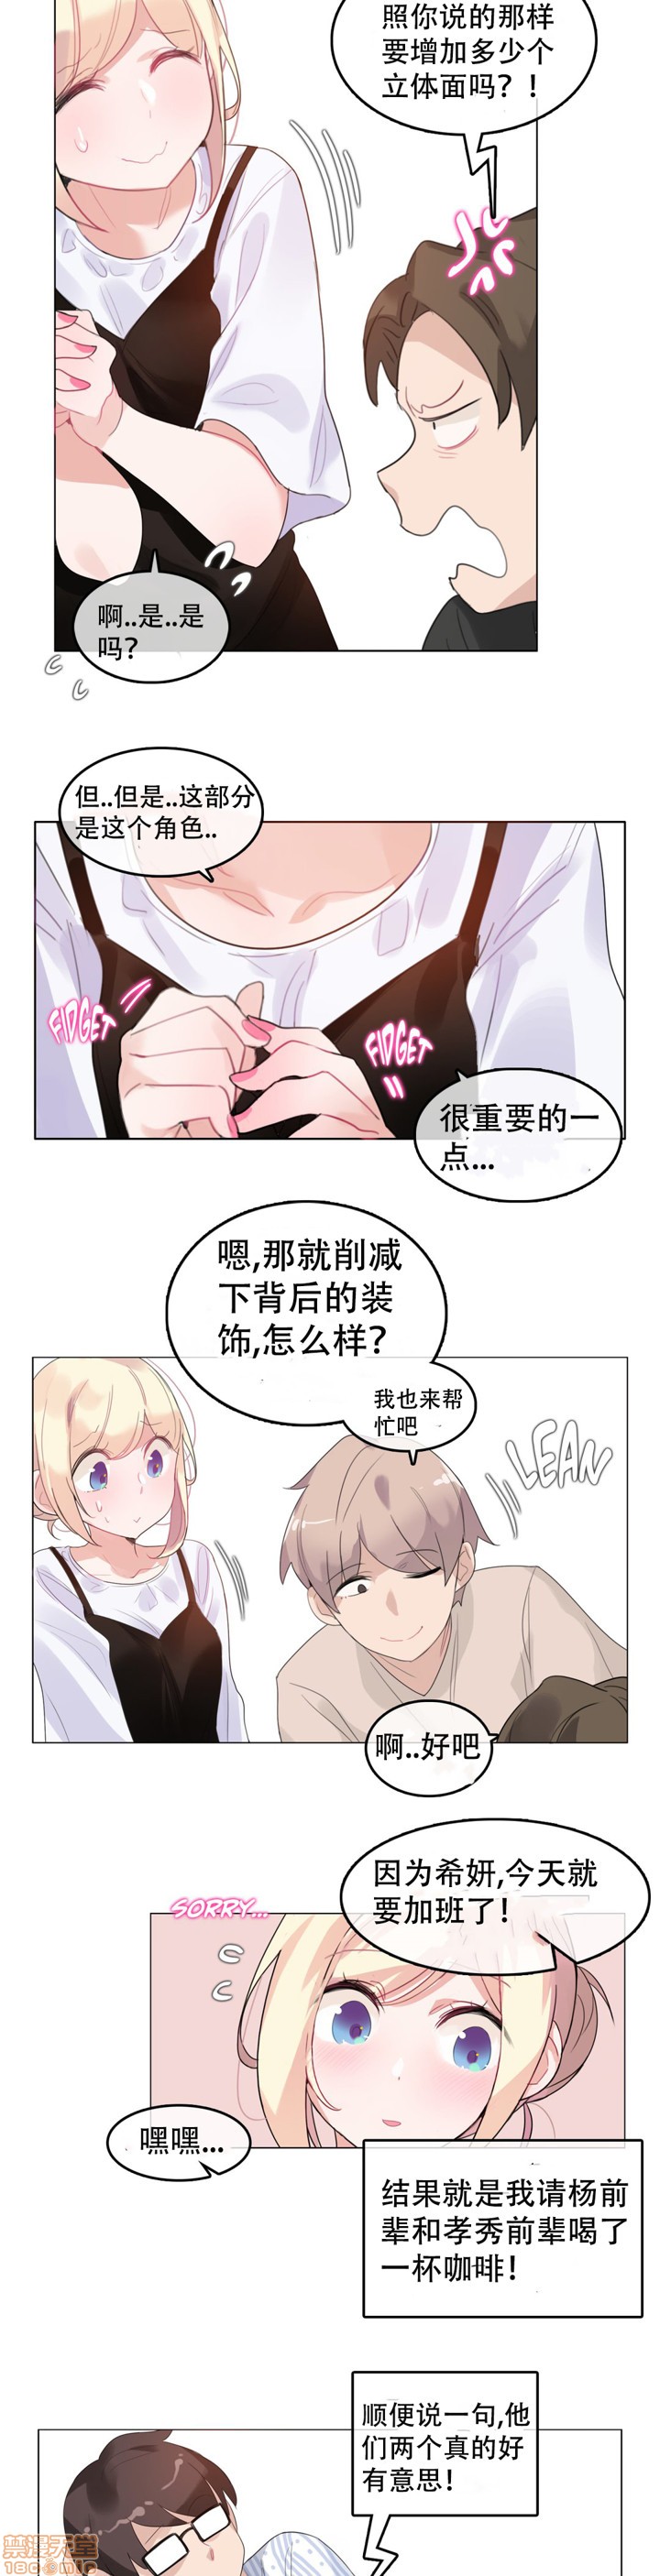 照你说的那样
要增加多少个
立体面吗？！
啊..是..是
吗？
但..但是..这部分
是这个角色..
FIDGET
FIDGET
很重要的一
点...
嗯,那就削减
下背后的装
饰,怎么样？
我也来帮
忙吧
LEAN
啊..好吧
因为希妍,今天就
要加班了！
SORRY...
嘿嘿...
结果就是我请杨前
辈和孝秀前辈喝了
一杯咖啡！
顺便说一句,他
们两个真的好
有意思！
禁漫天堂
18comic